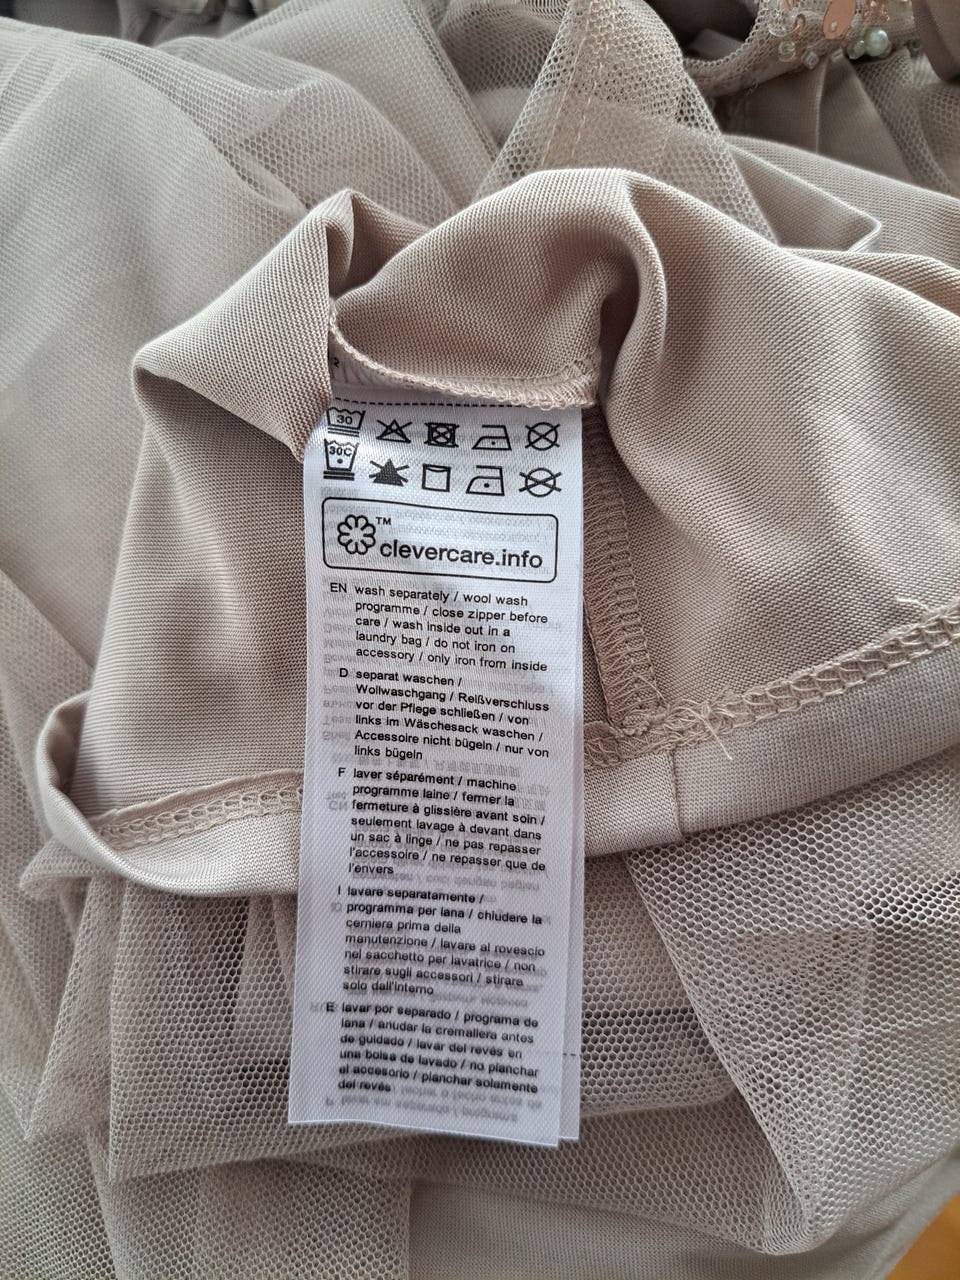 30
30C
TM
clevercare.info
EN wash separately / wool wash
programme / close zipper before
care / wash inside out in a
laundry bag / do not iron on
accessory / only iron from inside
D separat waschen /
Wollwaschgang / Reißverschluss
vor der Pflege schließen / von
links im Wäschesack waschen /
Accessoire nicht bügeln / nur von
links bügeln
F laver séparément / machine
programme laine / fermer la
fermeture à glissière avant soin /
seulement lavage à devant dans
un sac à linge / ne pas repasser
l'accessoire / ne repasser que de
l'envers
I lavare separatamente /
programma per lana / chiudere la
cerniera prima della
manutenzione / lavare al rovescio
nel sacchetto per lavatrice / non
stirare sugli accessori / stirare
solo dall'interno
E lavar por separado / programa de
lana / anudar la cremallera antes
de guidado / lavar del revés en
una bolsa de lavado / no planchar
el accesorio / planchar solamente
del revés